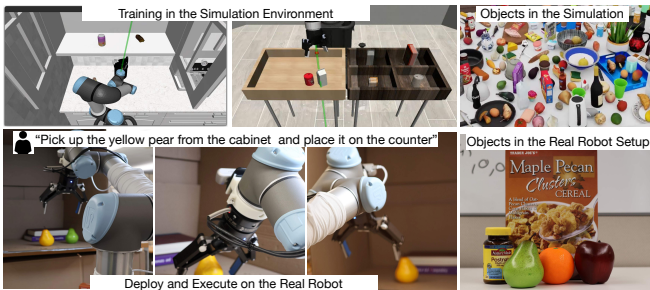 Training in the Simulation Environment
Objects in the Simulation
"Pick up the yellow pear from the cabinet and place it on the counter"
Objects in the Real Robot Setup
TRADER JOE'S
Maple Pecan
Clusters
CEREAL
Deploy and Execute on the Real Robot